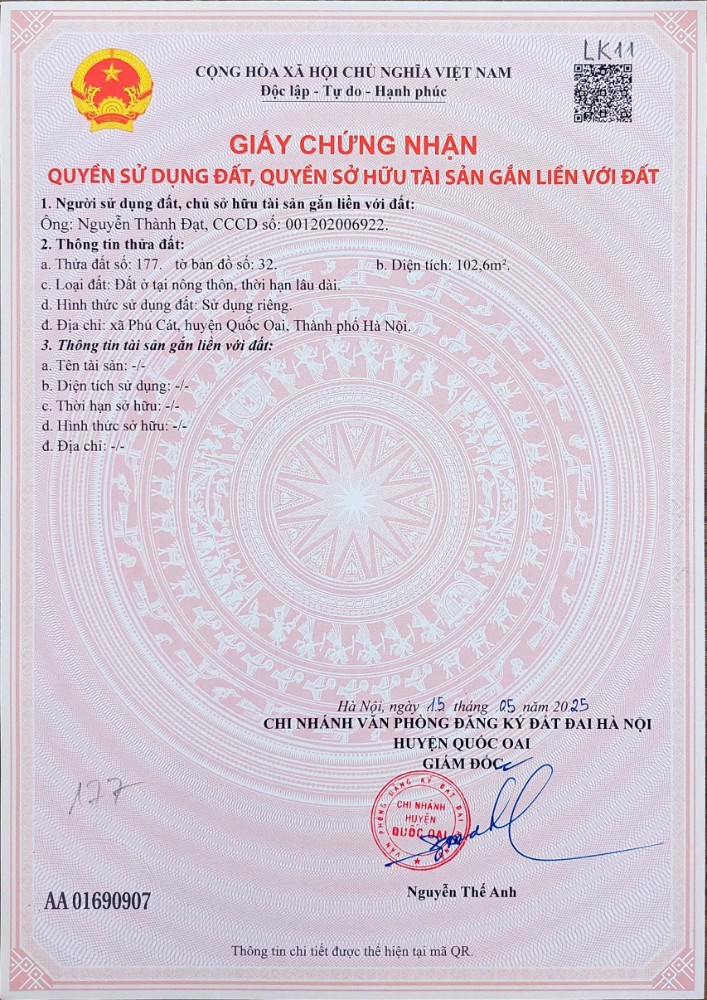 LK11
CỘNG HÒA XÃ HỘI CHỦ NGHĨA VIỆT NAM
Độc lập - Tự do - Hạnh phúc
GIẤY CHỨNG NHẬN
QUYỀN SỬ DỤNG ĐẤT, QUYỀN SỞ HỮU TÀI SẢN GẮN LIỀN VỚI ĐẤT
1. Người sử dụng đất, chủ sở hữu tài sản gắn liền với đất:
Ông: Nguyễn Thành Đạt, CCCD số: 001202006922.
2. Thông tin thửa đất:
a. Thửa đất số: 177. tờ bản đồ số: 32. b. Diện tích: 102,6m².
c. Loại đất: Đất ở tại nông thôn, thời hạn lâu dài.
d. Hình thức sử dụng đất: Sử dụng riêng.
đ. Địa chỉ: xã Phú Cát, huyện Quốc Oai, Thành phố Hà Nội.
3. Thông tin tài sản gắn liền với đất:
a. Tên tài sản: -/-
b. Diện tích sử dụng: -/-
c. Thời hạn sở hữu: -/-
d. Hình thức sở hữu: -/-
đ. Địa chỉ: -/-
Hà Nội, ngày 15 tháng 05 năm 2025
CHI NHÁNH VĂN PHÒNG ĐĂNG KÝ ĐẤT ĐAI HÀ NỘI
HUYỆN QUỐC OAI
GIÁM ĐỐC
177
VĂN PHÒNG ĐĂNG KÝ ĐẤT ĐAI
CHI NHÁNH
HUYỆN
QUỐC OAI
Nguyễn Thế Anh
AA 01690907
Thông tin chi tiết được thể hiện tại mã QR.